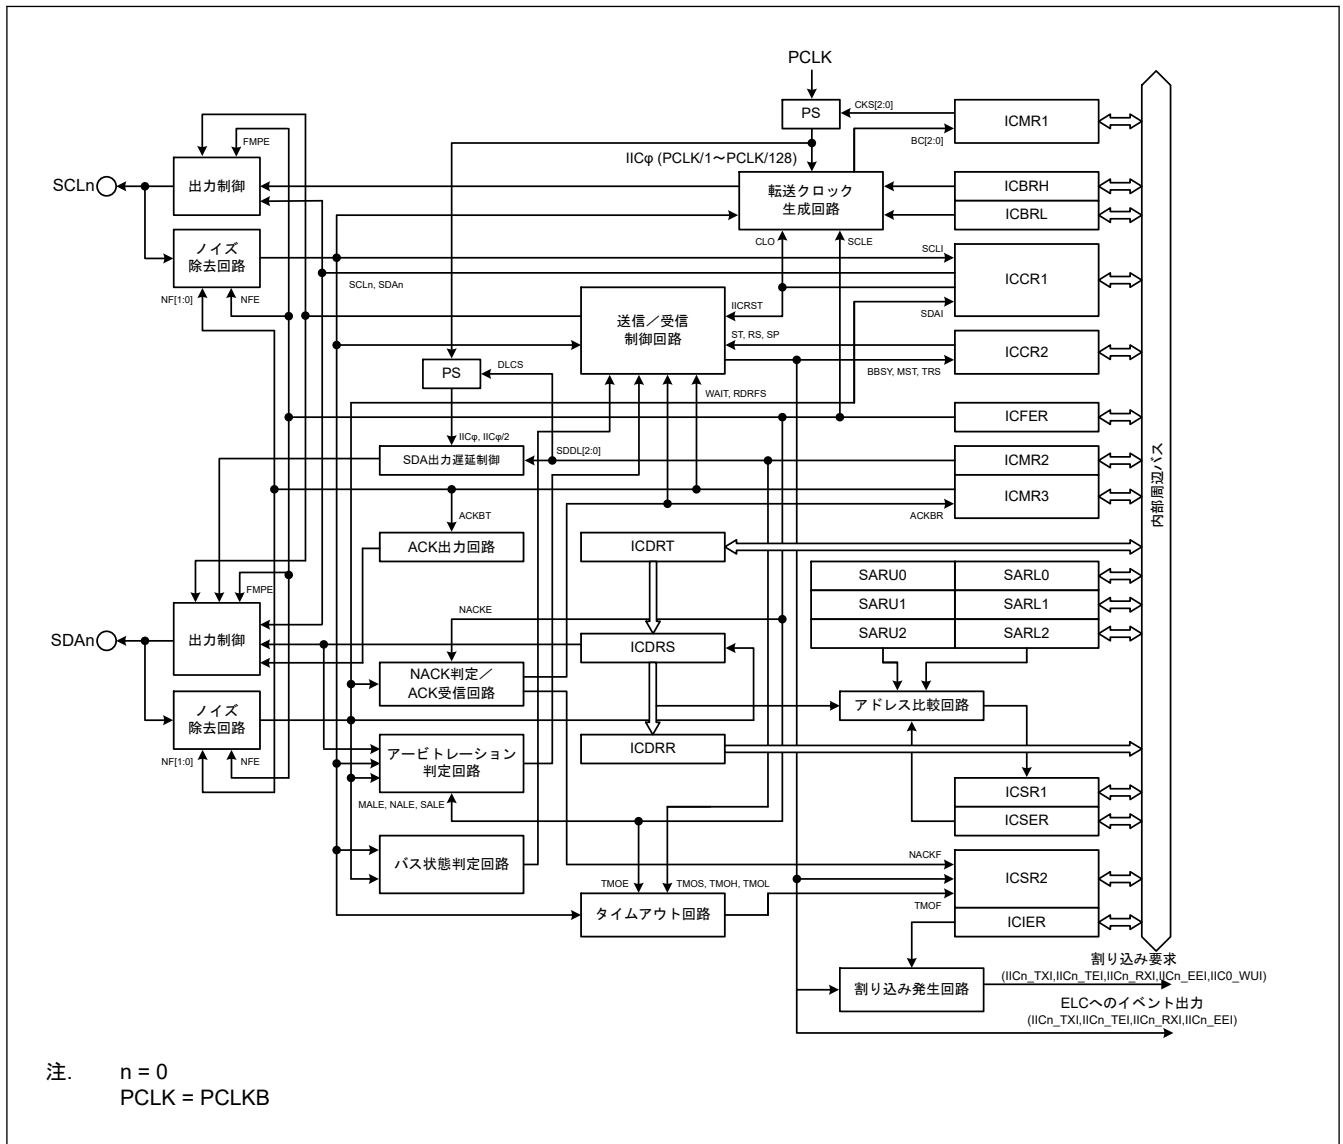 PCLK
PS
CKS[2:0]
ICMR1
BC[2:0]
FMPE
IICφ (PCLK/1～PCLK/128)
SCLn
出力制御
転送クロック
生成回路
ICBRH
ICBRL
ノイズ
除去回路
CLO
SCLE
SCLI
ICCR1
SCLn, SDAn
NF[1:0]
NFE
IICRST
SDAI
送信／受信
制御回路
ST, RS, SP
ICCR2
BBSY, MST, TRS
PS
DLCS
WAIT, RDRFS
ICFER
IICφ, IICφ/2
SDA出力遅延制御
SDDL[2:0]
ICMR2
ICMR3
ACKBT
ACKBR
内部周辺バス
ACK出力回路
ICDRT
SARU0
SARL0
FMPE
SARU1
SARL1
NACKE
SDAn
出力制御
ICDRS
SARU2
SARL2
NACK判定／
ACK受信回路
アドレス比較回路
ノイズ
除去回路
NF[1:0]
NFE
アービトレーション
判定回路
ICDRR
MALE, NALE, SALE
ICSR1
ICSER
バス状態判定回路
NACKF
TMOE
TMOS, TMOH, TMOL
ICSR2
タイムアウト回路
TMOF
ICIER
割り込み要求
(IICn_TXI,IICn_TEI,IICn_RXI,IICn_EEI,IIC0_WUI)
割り込み発生回路
ELCへのイベント出力
(IICn_TXI,IICn_TEI,IICn_RXI,IICn_EEI)
注. n = 0
PCLK = PCLKB